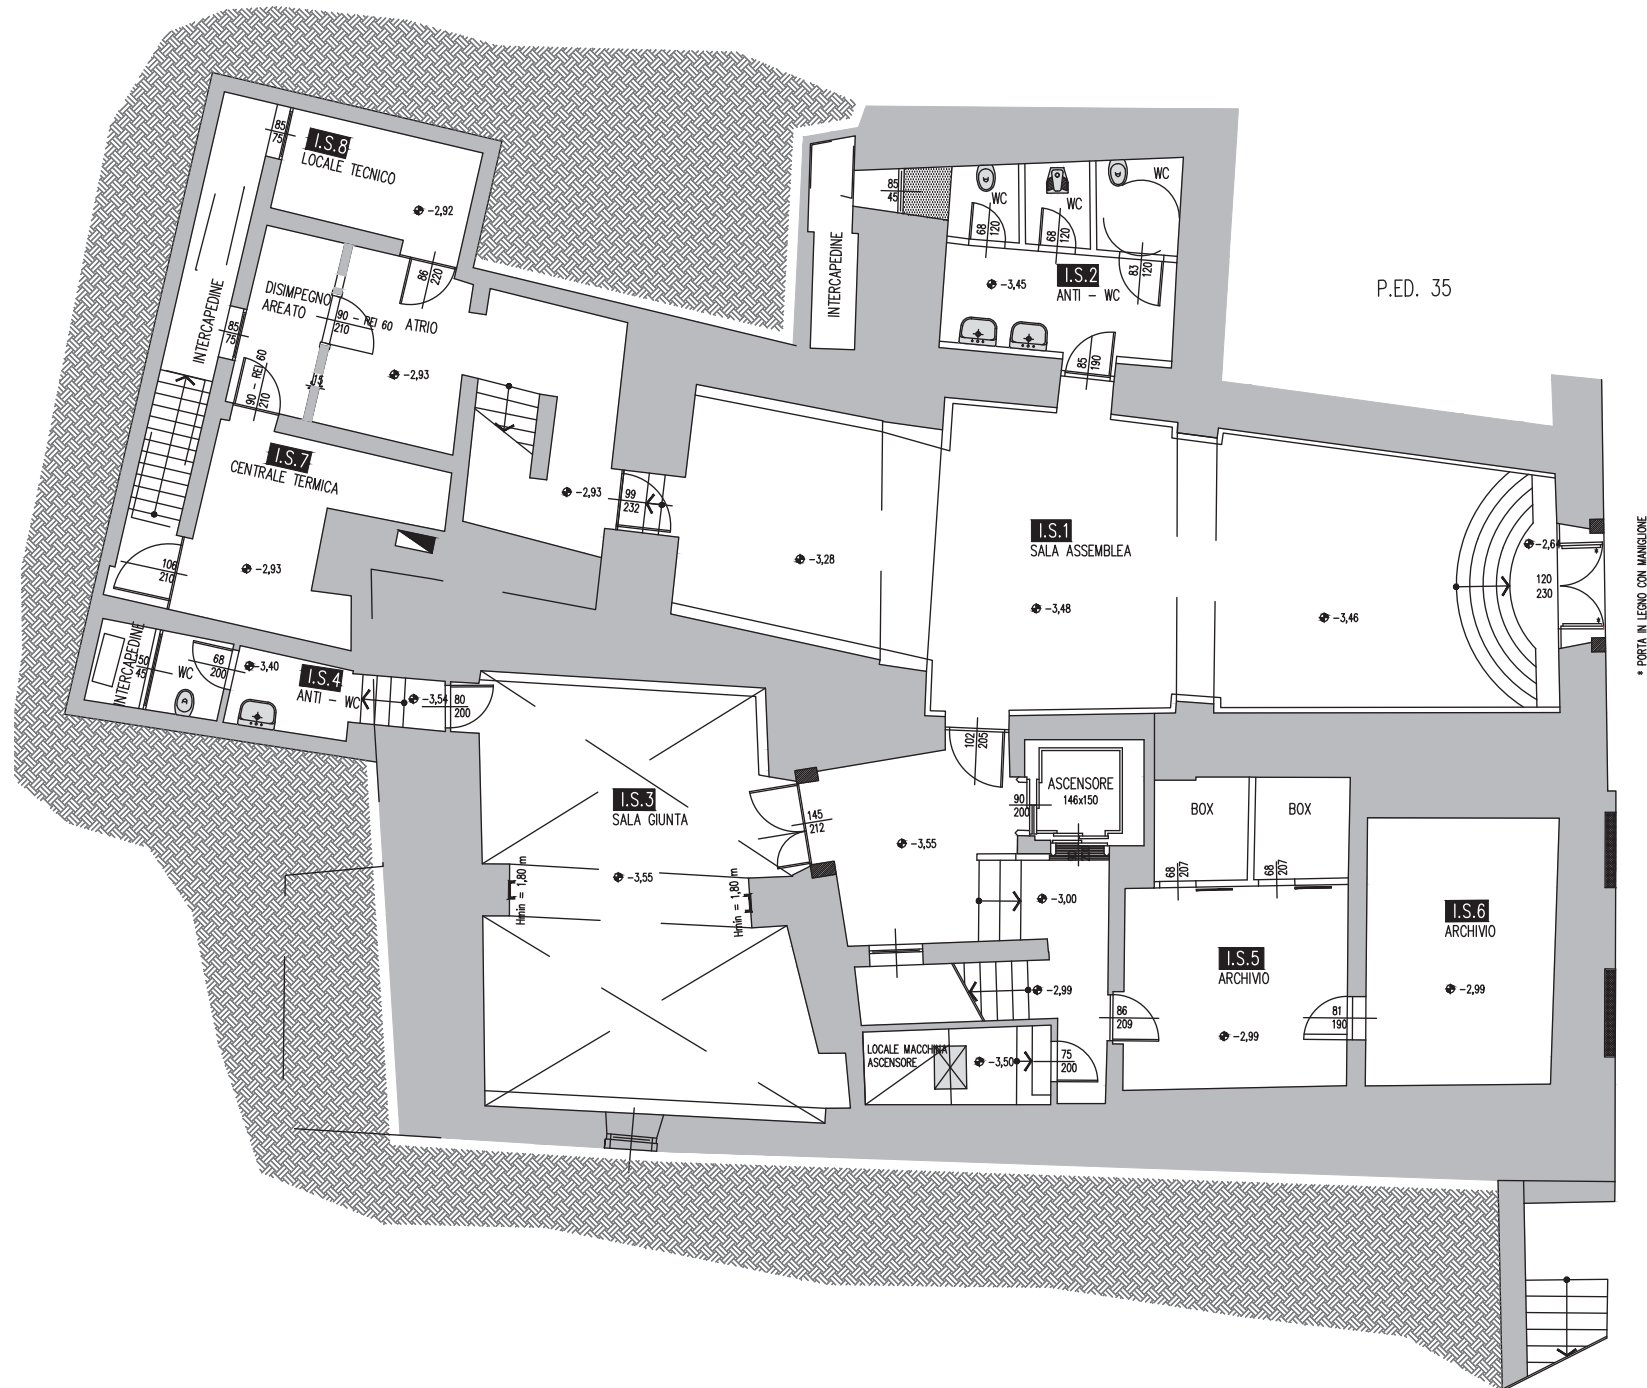 85
75
I.S.8
LOCALE TECNICO
-2,92
INTERCAPEDINE
DISIMPEGNO
AREATO
86
220
90 - REI 60
210
ATRIO
85
75
-2,93
15
90 - REI 60
210
I.S.7
CENTRALE TERMICA
-2,93
106
210
-2,93
99
232
INTERCAPEDINE
85
45
WC
WC
WC
68
120
68
120
83
120
-3,45
I.S.2
ANTI - WC
85
190
P.ED. 35
-3,28
I.S.1
SALA ASSEMBLEA
-3,48
-3,46
-2,64
120
230
*
*
* PORTA IN LEGNO CON MANIGLIONE
INTERCAPEDINE
150
45
WC
68
200
-3,40
I.S.4
ANTI - WC
-3,54
80
200
I.S.3
SALA GIUNTA
-3,55
Hmin = 1,80 m
Hmin = 1,80 m
145
212
102
205
90
200
ASCENSORE
146x150
-3,55
-3,00
-2,99
BOX
BOX
68
207
68
207
I.S.5
ARCHIVIO
-2,99
86
209
81
190
I.S.6
ARCHIVIO
-2,99
LOCALE MACCHINA
ASCENSORE
-3,50
75
200